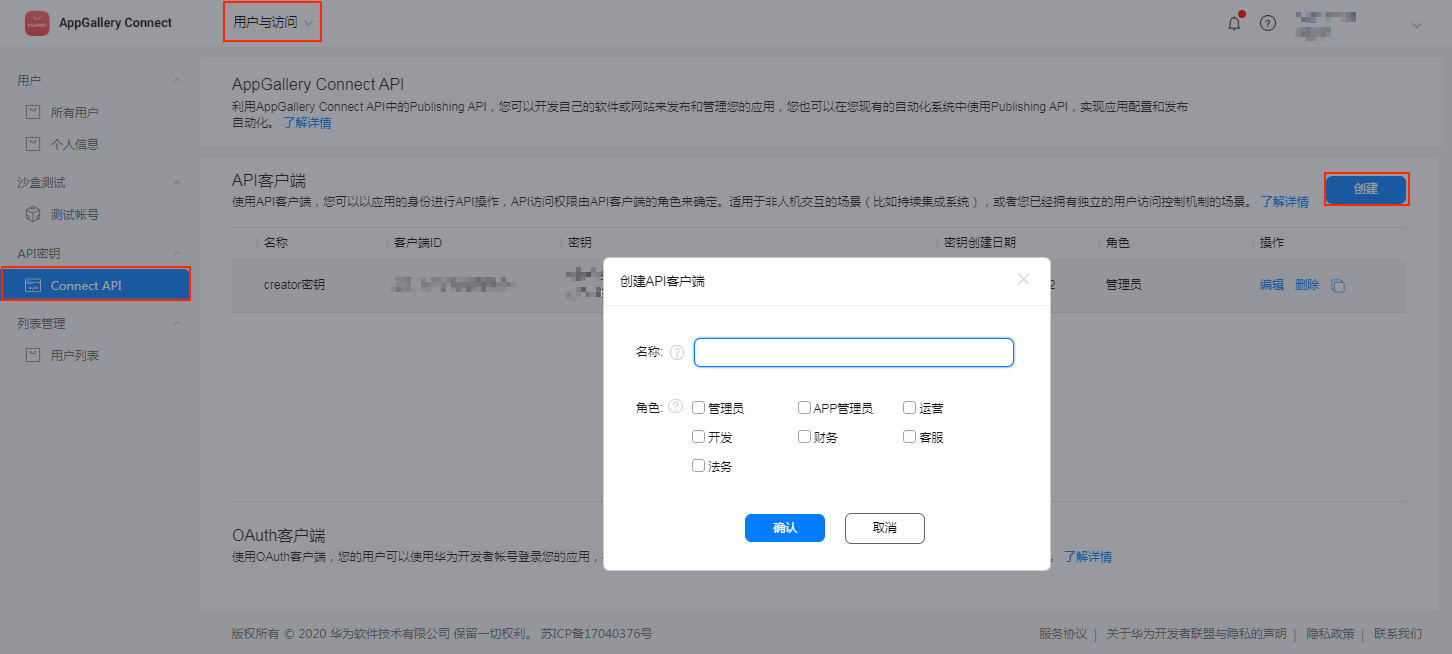 HUAWEI
AppGallery Connect
用户与访问
用户
所有用户
个人信息
沙盒测试
测试帐号
API密钥
Connect API
列表管理
用户列表
AppGallery Connect API
利用AppGallery Connect API中的Publishing API，您可以开发自己的软件或网站来发布和管理您的应用，您也可以在您现有的自动化系统中使用Publishing API，实现应用配置和发布
自动化。 了解详情
API客户端
使用API客户端，您可以以应用的身份进行API操作，API访问权限由API客户端的角色来确定。适用于非人机交互的场景（比如持续集成系统），或者您已经拥有独立的用户访问控制机制的场景。 了解详情
创建
名称 客户端ID 密钥 密钥创建日期 角色 操作
creator密钥 2 管理员 编辑 删除
创建API客户端
名称:
角色: 管理员 APP管理员 运营
开发 财务 客服
法务
确认 取消
OAuth客户端
使用OAuth客户端，您的用户可以使用华为开发者帐号登录您的应用， 。 了解详情
版权所有 © 2020 华为软件技术有限公司 保留一切权利。 苏ICP备17040376号
服务协议 | 关于华为开发者联盟与隐私的声明 | 隐私政策 | 联系我们